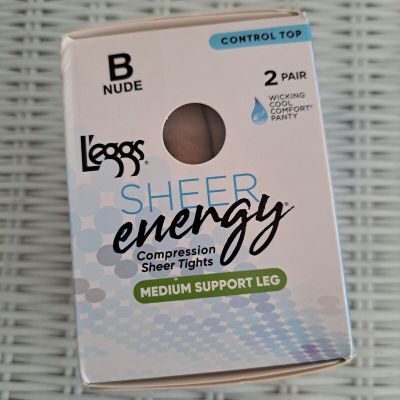 CONTROL TOP
B
NUDE
2 PAIR
WICKING
COOL
COMFORT®
PANTY
L'eggs®
SHEER
energy®
Compression
Sheer Tights
MEDIUM SUPPORT LEG